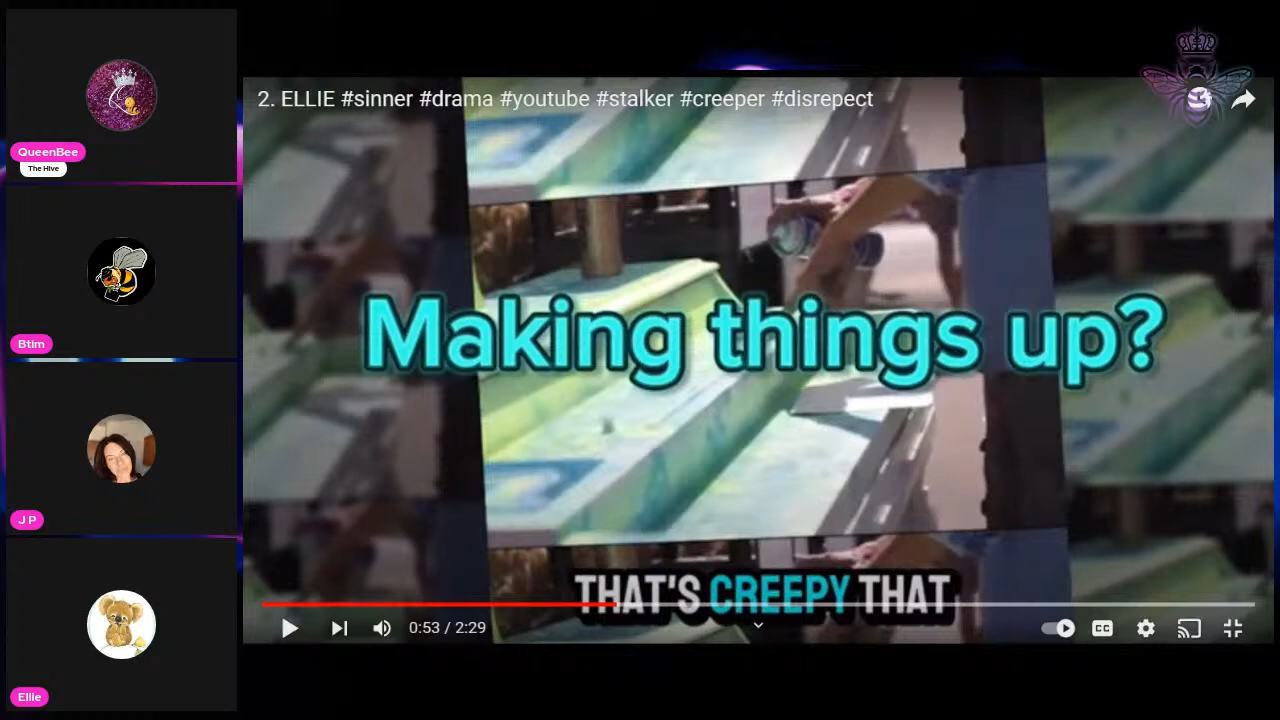 QueenBee
The Hive
Btim
J P
Ellie
2. ELLIE #sinner #drama #youtube #stalker #creeper #disrepect
Making things up?
THAT'S CREEPY THAT
0:53 / 2:29
CC